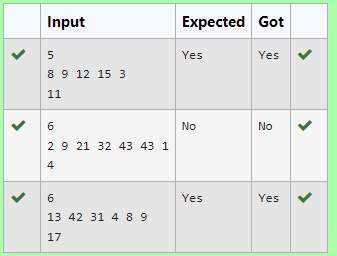 Input Expected Got
5 Yes Yes
8 9 12 15 3
11
6 No No
2 9 21 32 43 43 1
4
6 Yes Yes
13 42 31 4 8 9
17